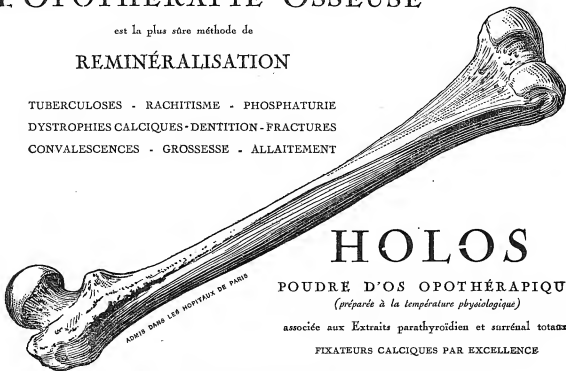 OPOTHÉRAPIE OSSEUSE
est la plus sûre méthode de
REMINÉRALISATION
TUBERCULOSES - RACHITISME - PHOSPHATURIE
DYSTROPHIES CALCIQUES - DENTITION - FRACTURES
CONVALESCENCES - GROSSESSE - ALLAITEMENT
HOLOS
POUDRE D'OS OPOTHÉRAPIQU
(préparée à la température physiologique)
ADMIS DANS LES HOPITAUX DE PARIS
associée aux Extraits parathyroïdien et surrénal totaux
FIXATEURS CALCIQUES PAR EXCELLENCE